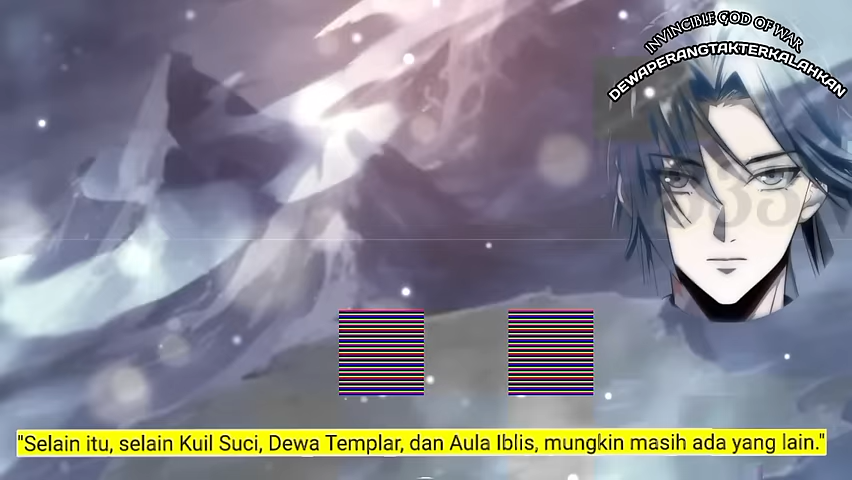 INVINCIBLE GOD OF WAR
DEWAPERANGTAKTERKALAHKAN
"Selain itu, selain Kuil Suci, Dewa Templar, dan Aula Iblis, mungkin masih ada yang lain."